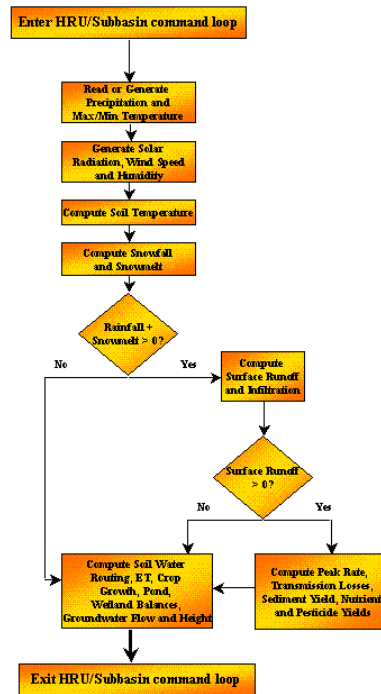 Enter HRU/Subbasin command loop
Read or Generate
Precipitation and
Max/Min Temperature
Generate Solar
Radiation, Wind Speed
and Humidity
Compute Soil Temperature
Compute Snowfall
and Snowmelt
Rainfall +
Snowmelt > 0?
No
Yes
Compute
Surface Runoff
and Infiltration
Surface Runoff
> 0?
No
Yes
Compute Soil Water
Routing, ET, Crop
Growth, Pond,
Wetland Balances,
Groundwater Flow and Height
Compute Peak Rate,
Transmission Losses,
Sediment Yield, Nutrient
and Pesticide Yields
Exit HRU/Subbasin command loop